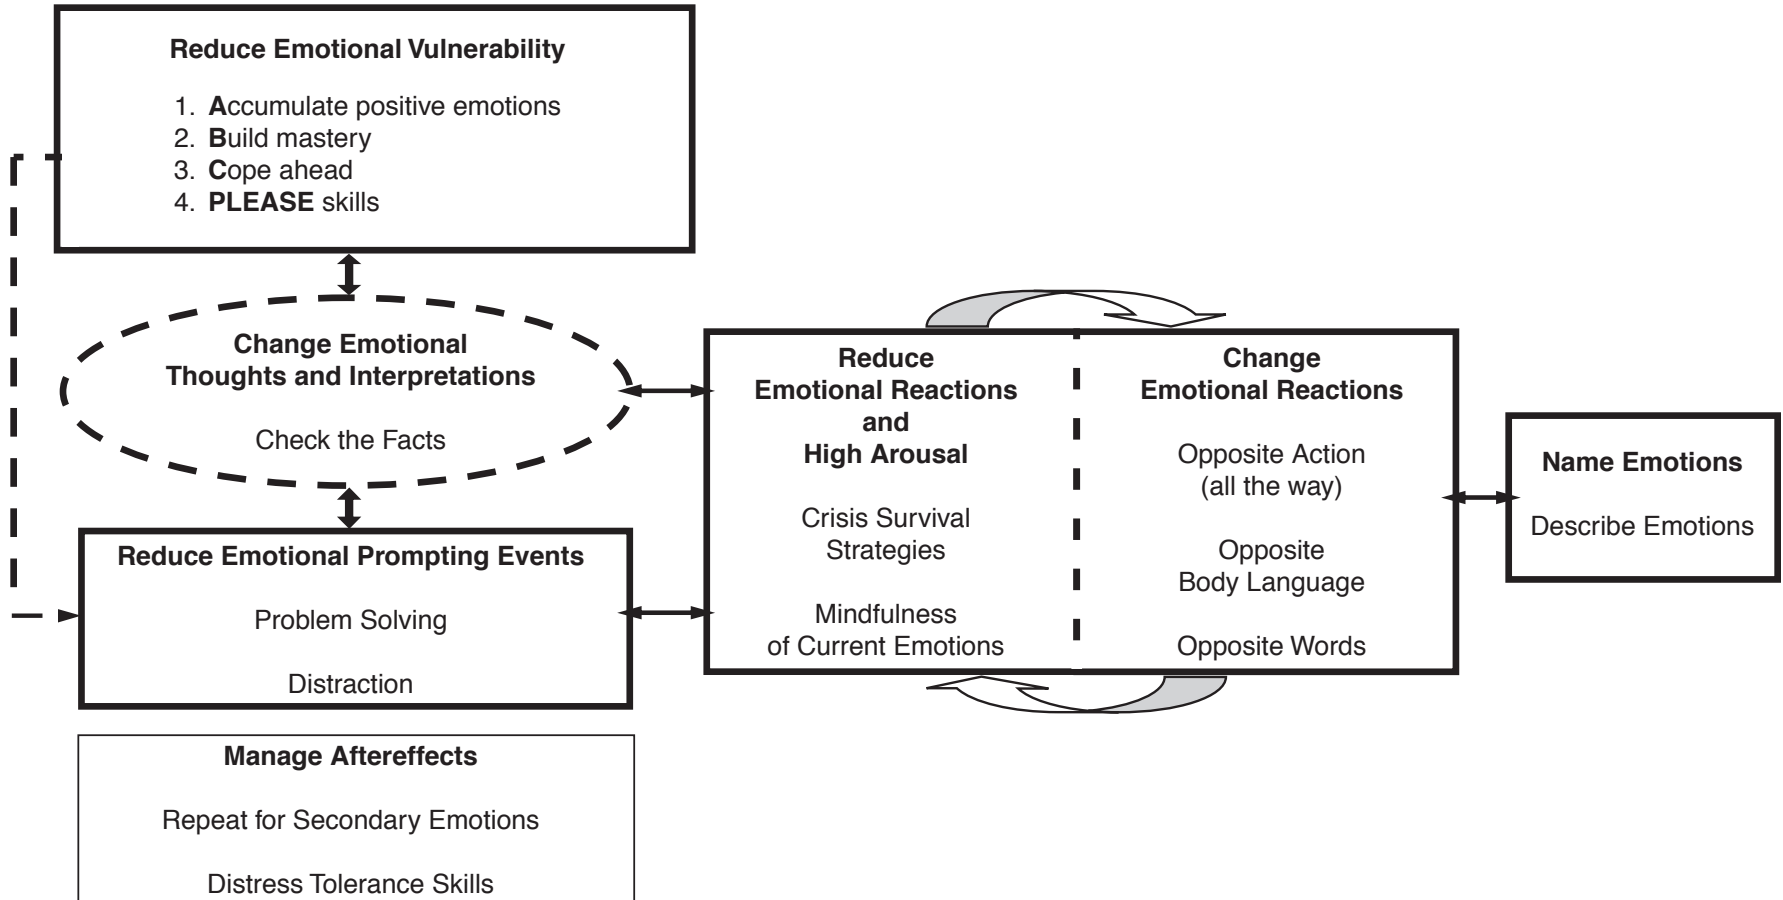 Reduce Emotional Vulnerability
1. Accumulate positive emotions
2. Build mastery
3. Cope ahead
4. PLEASE skills
Change Emotional
Thoughts and Interpretations
Check the Facts
Reduce Emotional Prompting Events
Problem Solving
Distraction
Manage Aftereffects
Repeat for Secondary Emotions
Distress Tolerance Skills
Reduce
Emotional Reactions
and
High Arousal
Crisis Survival
Strategies
Mindfulness
of Current Emotions
Change
Emotional Reactions
Opposite Action
(all the way)
Opposite
Body Language
Opposite Words
Name Emotions
Describe Emotions